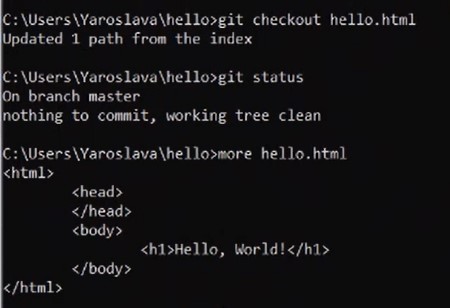 C:\Users\Yaroslava\hello>git checkout hello.html
Updated 1 path from the index
C:\Users\Yaroslava\hello>git status
On branch master
nothing to commit, working tree clean
C:\Users\Yaroslava\hello>more hello.html
<html>
<head>
</head>
<body>
<h1>Hello, World!</h1>
</body>
</html>